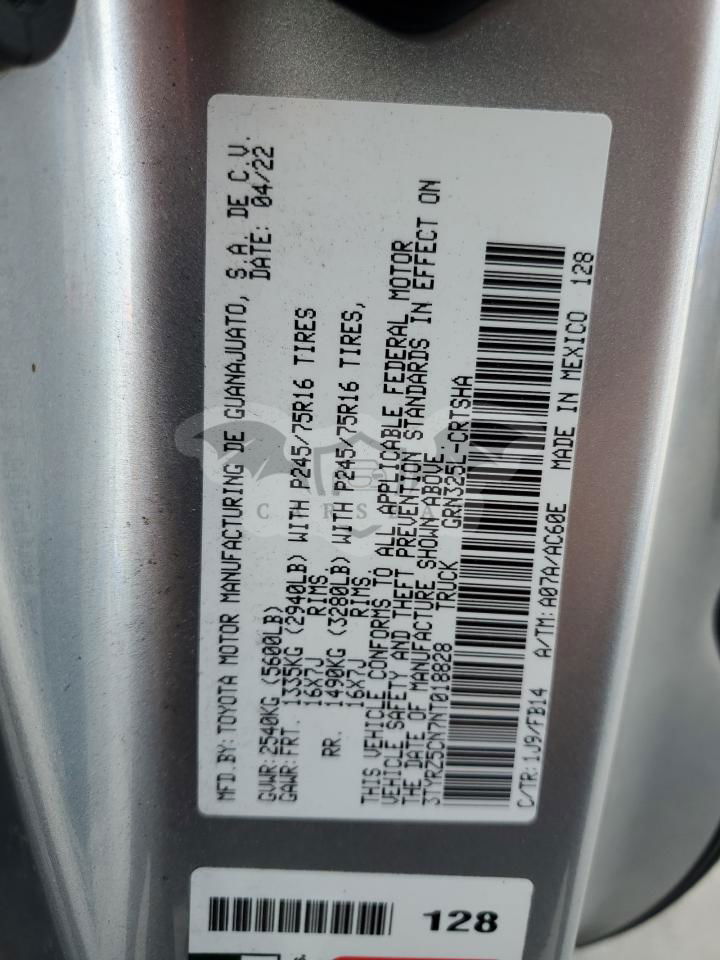 MFD.BY:TOYOTA MOTOR MANUFACTURING DE GUANAJUATO, S.A. DE C.V.
DATE: 04/22
GVWR:2540KG (5600LB)
GAWR:FRT. 1335KG (2940LB) WITH P245/75R16 TIRES
16X7J RIMS.
RR. 1490KG (3280LB) WITH P245/75R16 TIRES,
16X7J RIMS.
THIS VEHICLE CONFORMS TO ALL APPLICABLE FEDERAL MOTOR
VEHICLE SAFETY AND THEFT PREVENTION STANDARDS IN EFFECT ON
THE DATE OF MANUFACTURE SHOWN ABOVE.
3TYRZ5CN7NT018828 TRUCK GRN325L-CRTSHA
C/TR:1J9/FB14 A/TM:A07A/AC60E MADE IN MEXICO 128
128
CARSTAT